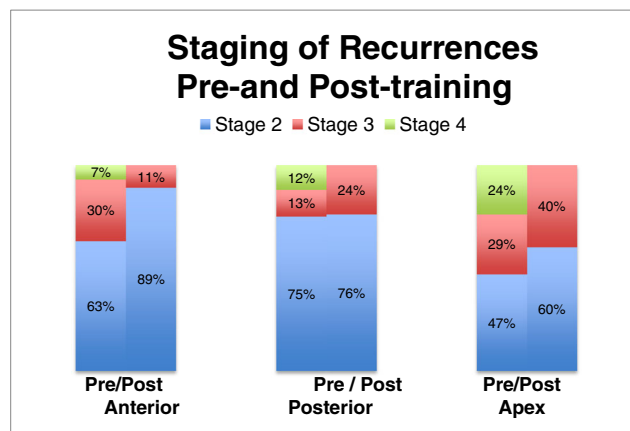 Staging of Recurrences
Pre-and Post-training
Stage 2 Stage 3 Stage 4
7% 11% 12% 24% 24% 40%
30% 13% 29%
63% 89% 75% 76% 47% 60%
Pre/Post Pre / Post Pre/Post
Anterior Posterior Apex